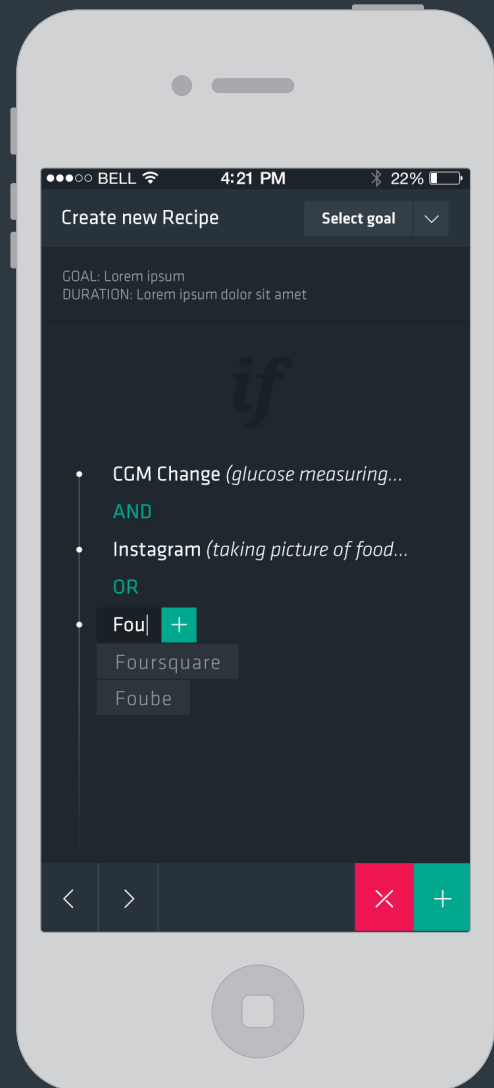 BELL 4:21 PM 22%
Create new Recipe Select goal
GOAL: Lorem ipsum
DURATION: Lorem ipsum dolor sit amet
if
CGM Change (glucose measuring...
AND
Instagram (taking picture of food...
OR
Fou
Foursquare
Foube